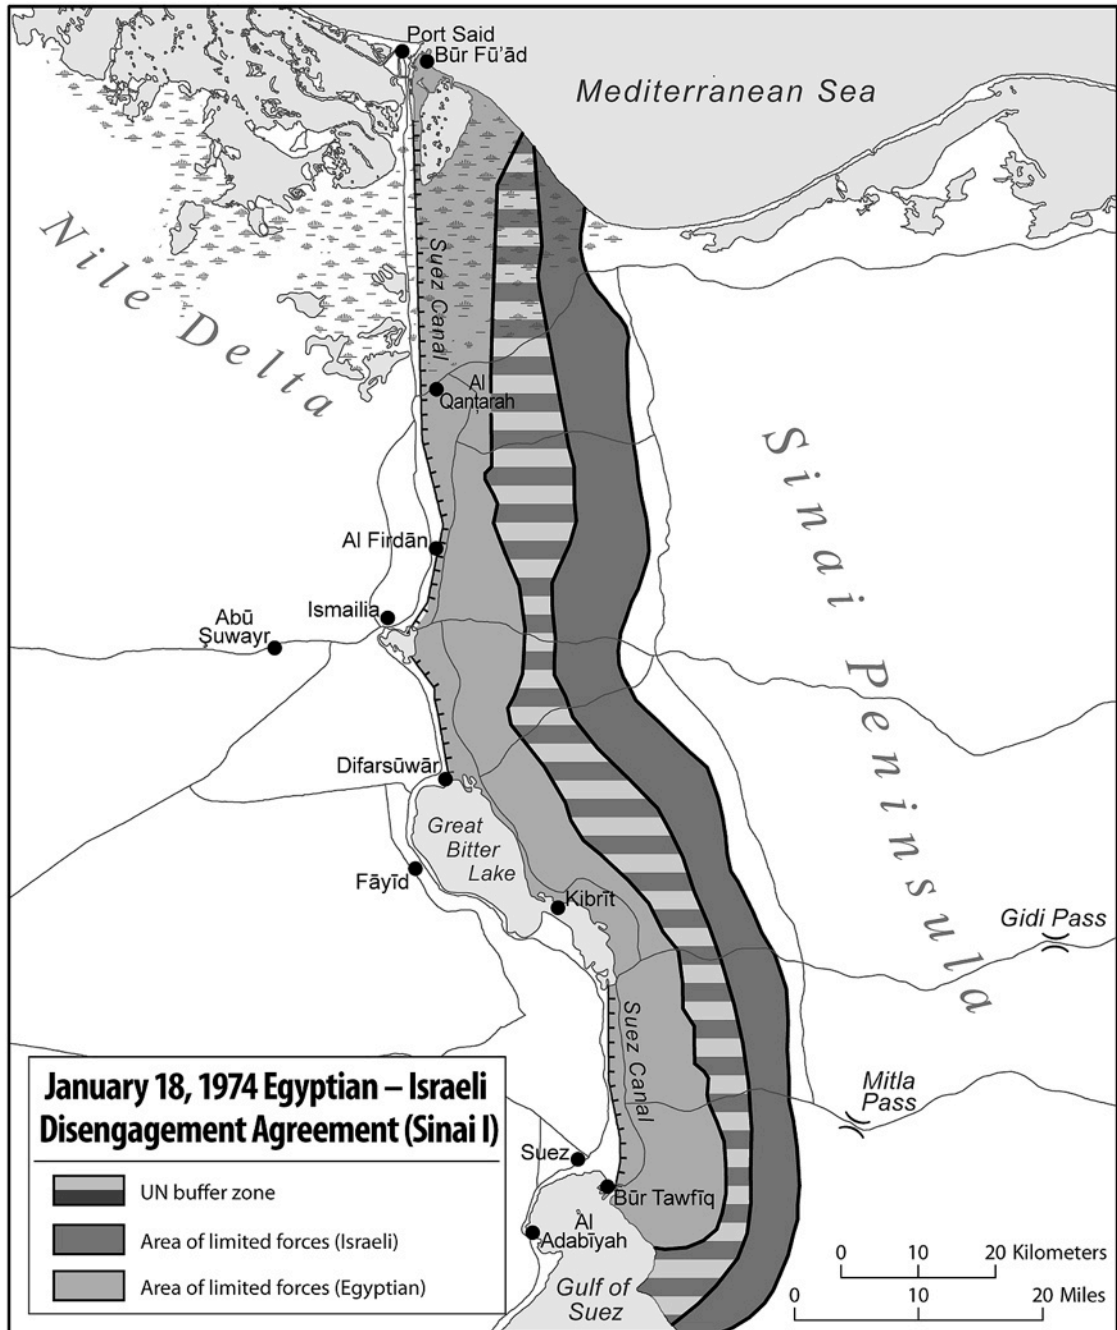 Port Said
Būr Fū'ād
Mediterranean Sea
Nile Delta
Suez Canal
Al
Qanṭarah
Sinai Peninsula
Al Firdān
Ismailia
Abū
Ṣuwayr
Difarsūwār
Great
Bitter
Lake
Fāyīd
Kibrīt
Gidi Pass
Suez Canal
Mitla
Pass
Suez
Būr Tawfīq
Al
Adabīyah
Gulf of
Suez
January 18, 1974 Egyptian – Israeli
Disengagement Agreement (Sinai I)
UN buffer zone
Area of limited forces (Israeli)
Area of limited forces (Egyptian)
0 10 20 Kilometers
0 10 20 Miles